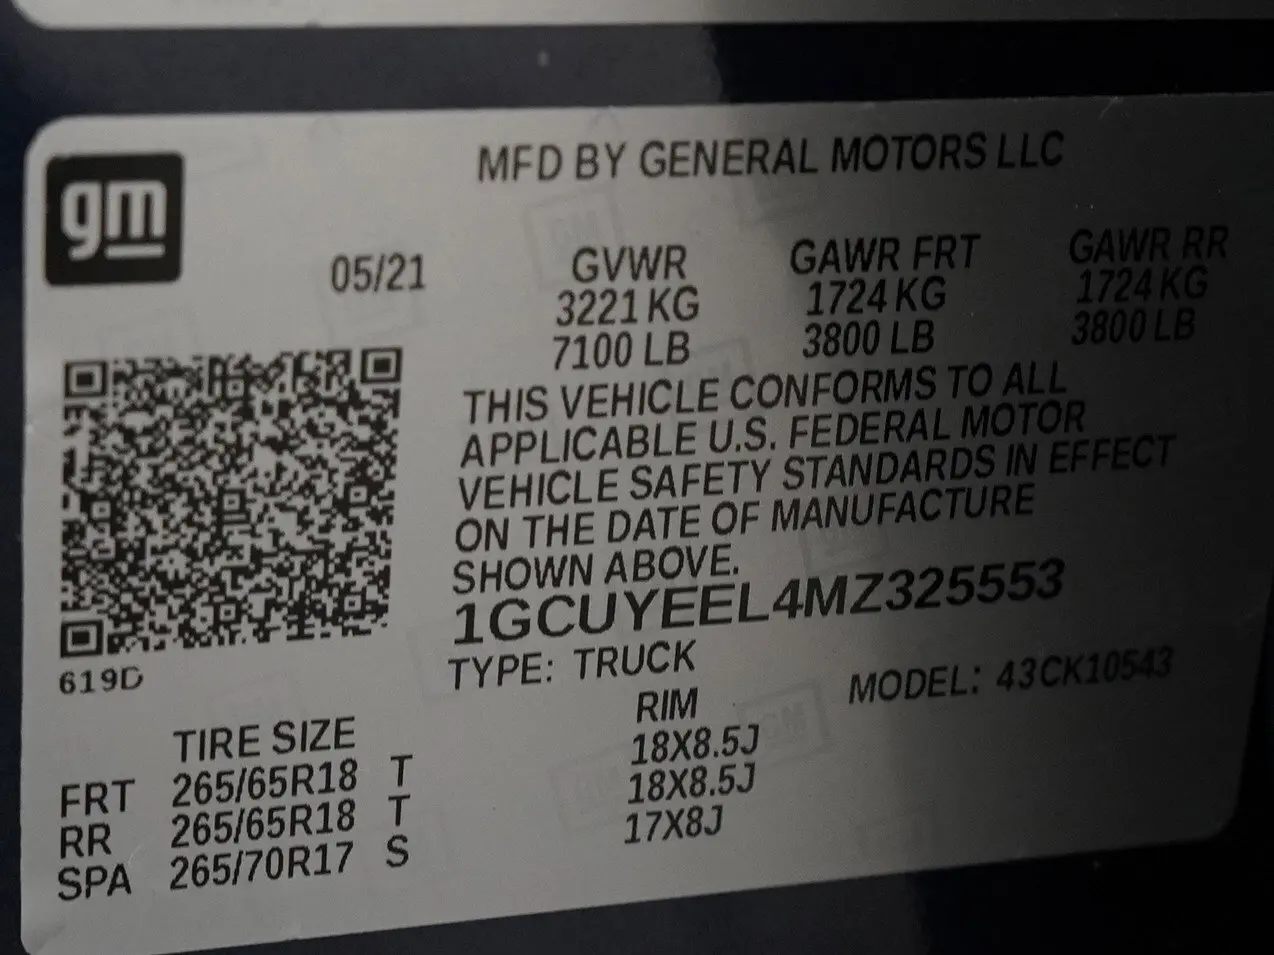 gm
MFD BY GENERAL MOTORS LLC
05/21
GVWR GAWR FRT GAWR RR
3221 KG 1724 KG 1724 KG
7100 LB 3800 LB 3800 LB
THIS VEHICLE CONFORMS TO ALL
APPLICABLE U.S. FEDERAL MOTOR
VEHICLE SAFETY STANDARDS IN EFFECT
ON THE DATE OF MANUFACTURE
SHOWN ABOVE.
1GCUYEEL4MZ325553
619D
TYPE: TRUCK MODEL: 43CK10543
TIRE SIZE RIM
FRT 265/65R18 T 18X8.5J
RR 265/65R18 T 18X8.5J
SPA 265/70R17 S 17X8J